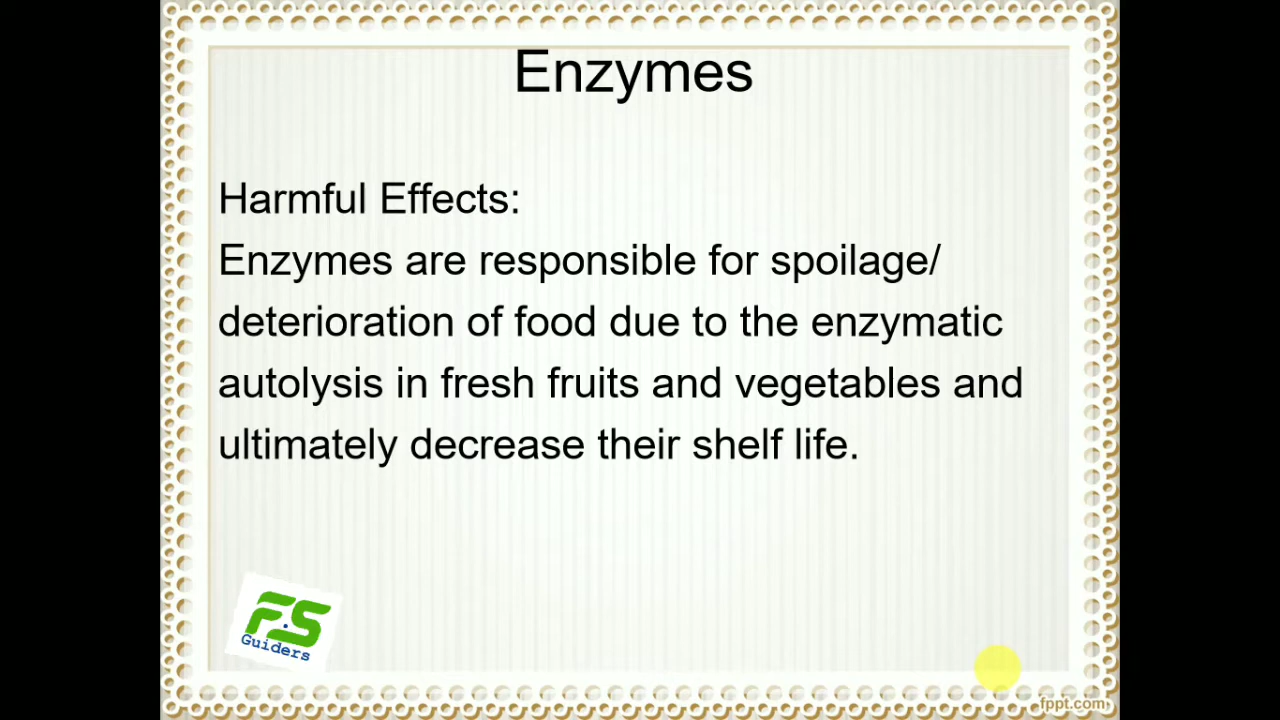 Enzymes
Harmful Effects:
Enzymes are responsible for spoilage/
deterioration of food due to the enzymatic
autolysis in fresh fruits and vegetables and
ultimately decrease their shelf life.
F.S
Guiders
fppt.com